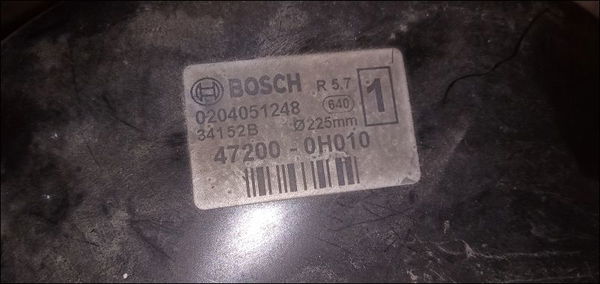 BOSCH R 5,7 1
0204051248 640
34152B Ø225mm
47200 - 0H010